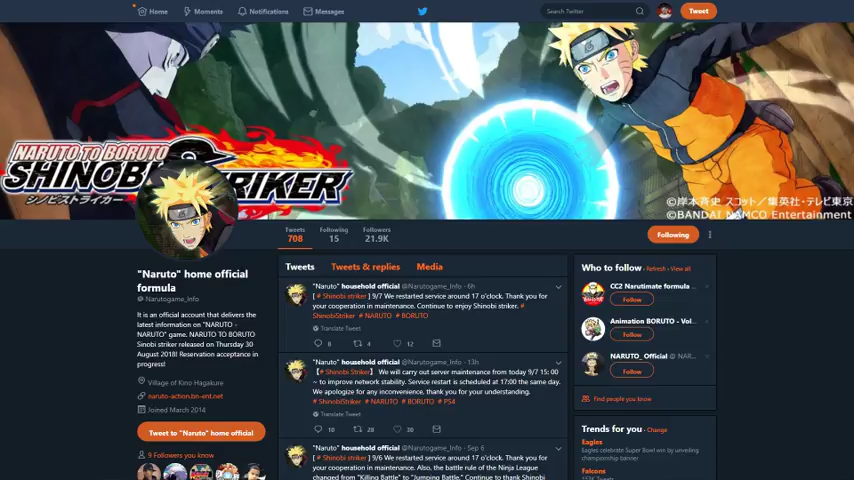 Home
Moments
Notifications
Messages
Search Twitter
Tweet
NARUTO TO BORUTO
SHINOBI STRIKER
シノビストライカー
©岸本斉史 スコット／集英社・テレビ東京
©BANDAI NAMCO Entertainment
Tweets
708
Following
15
Followers
21.9K
Following
"Naruto" home official
formula
@ Narutogame_Info
It is an official account that delivers the
latest information on "NARUTO -
NARUTO" game. NARUTO TO BORUTO
Sinobi striker released on Thursday 30
August 2018! Reservation acceptance in
progress!
Village of Kino Hagakure
naruto-action.bn-ent.net
Joined March 2014
Tweet to "Naruto" home official
9 Followers you know
Tweets
Tweets & replies
Media
"Naruto" household official @Narutogame_Info · 6h
[ # Shinobi striker ] 9/7 We restarted service around 17 o'clock. Thank you for
your cooperation in maintenance. Continue to enjoy Shinobi striker. #
ShinobiStriker # NARUTO # BORUTO
Translate Tweet
8
4
12
"Naruto" household official @Narutogame_Info · 13h
【 # Shinobi Striker】 We will carry out server maintenance from today 9/7 15: 00
~ to improve network stability. Service restart is scheduled at 17:00 the same day.
We apologize for any inconvenience, thank you for your understanding.
# ShinobiStriker # NARUTO # BORUTO # PS4
Translate Tweet
10
28
30
"Naruto" household official @Narutogame_Info · Sep 6
[ # Shinobi striker ] 9/6 We restarted service around 17 o'clock. Thank you for
your cooperation in maintenance. Also, the battle rule of the Ninja League
changed from "Killing Battle" to "Jumping Battle." Continue to thank Shinobi
Who to follow · Refresh · View all
CC2 Narutimate formula ...
Follow
Animation BORUTO - Vol...
Follow
NARUTO_Official @ NAR...
Follow
Find people you know
Trends for you · Change
Eagles
Eagles celebrate Super Bowl win by unveiling
championship banner
Falcons